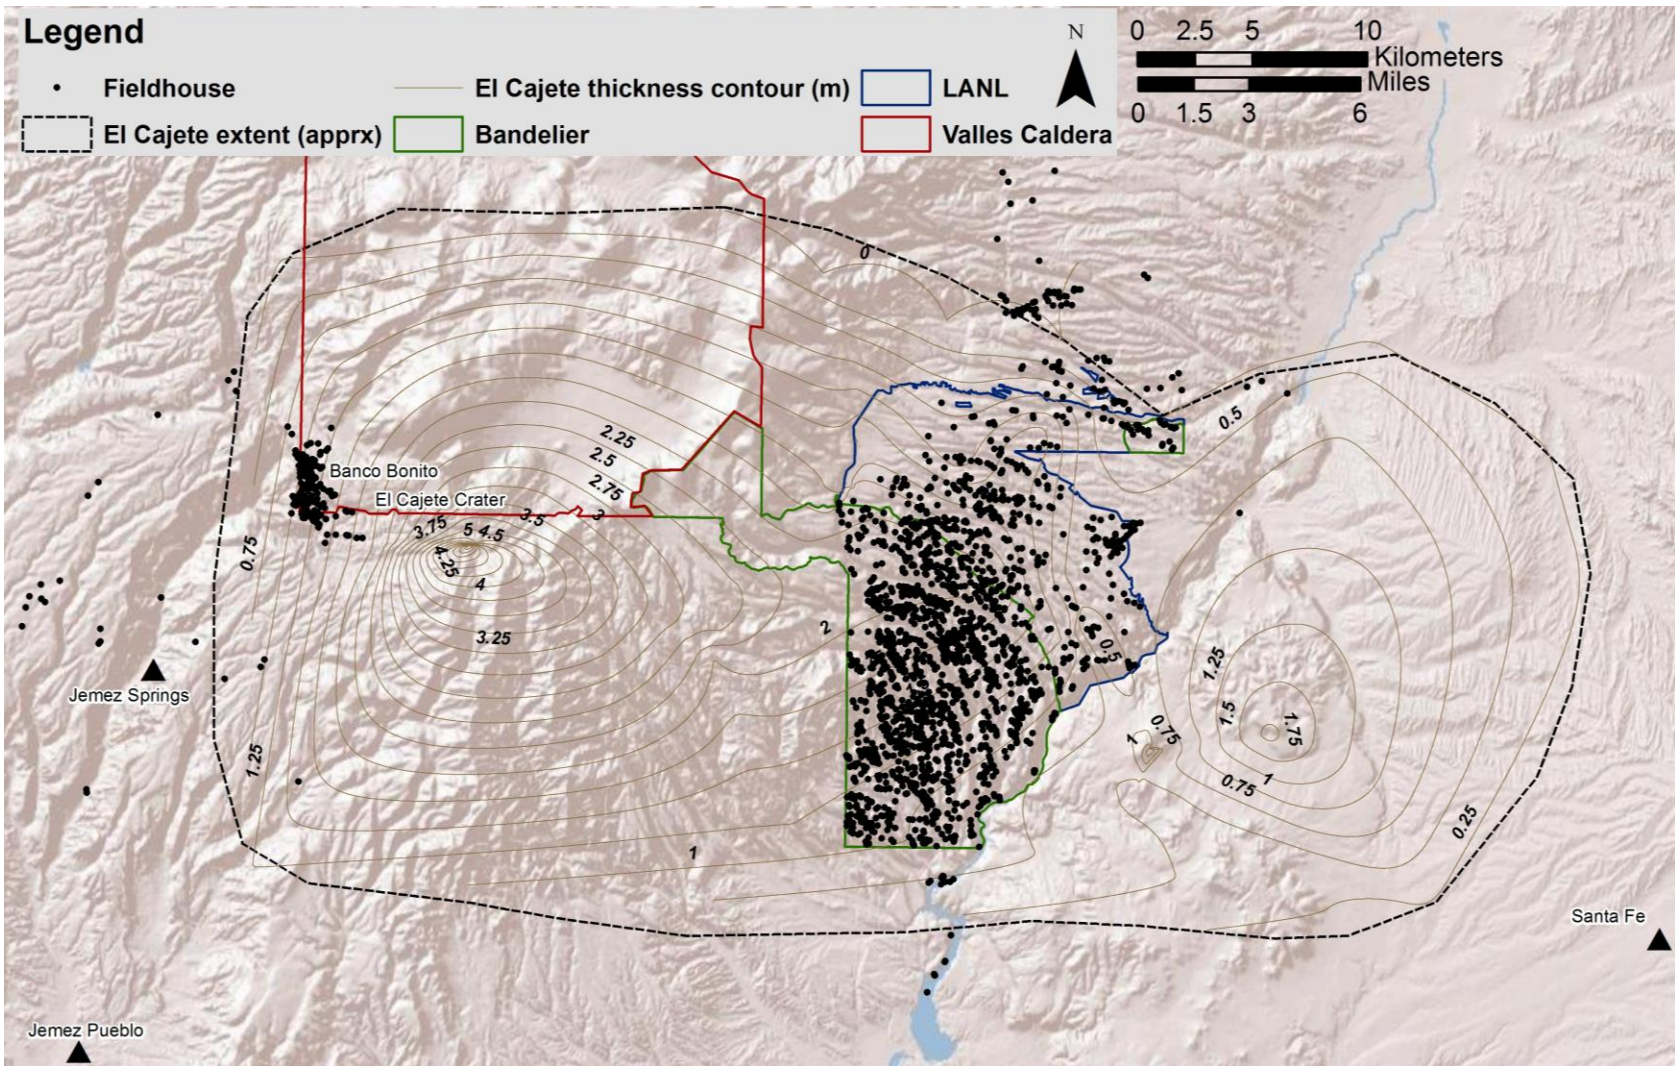 Legend
N
Fieldhouse
El Cajete thickness contour (m)
LANL
El Cajete extent (apprx)
Bandelier
Valles Caldera
0 2.5 5 10
Kilometers
Miles
0 1.5 3 6
0
0.5
2.25
2.5
2.75
Banco Bonito
El Cajete Crater
3.75
5
4.5
3.5
3
0.75
4.25
4
3.25
2
0.5
1.25
Jemez Springs
1.5
1.75
0.75
1
1.25
1
0.75
0.25
1
Santa Fe
Jemez Pueblo